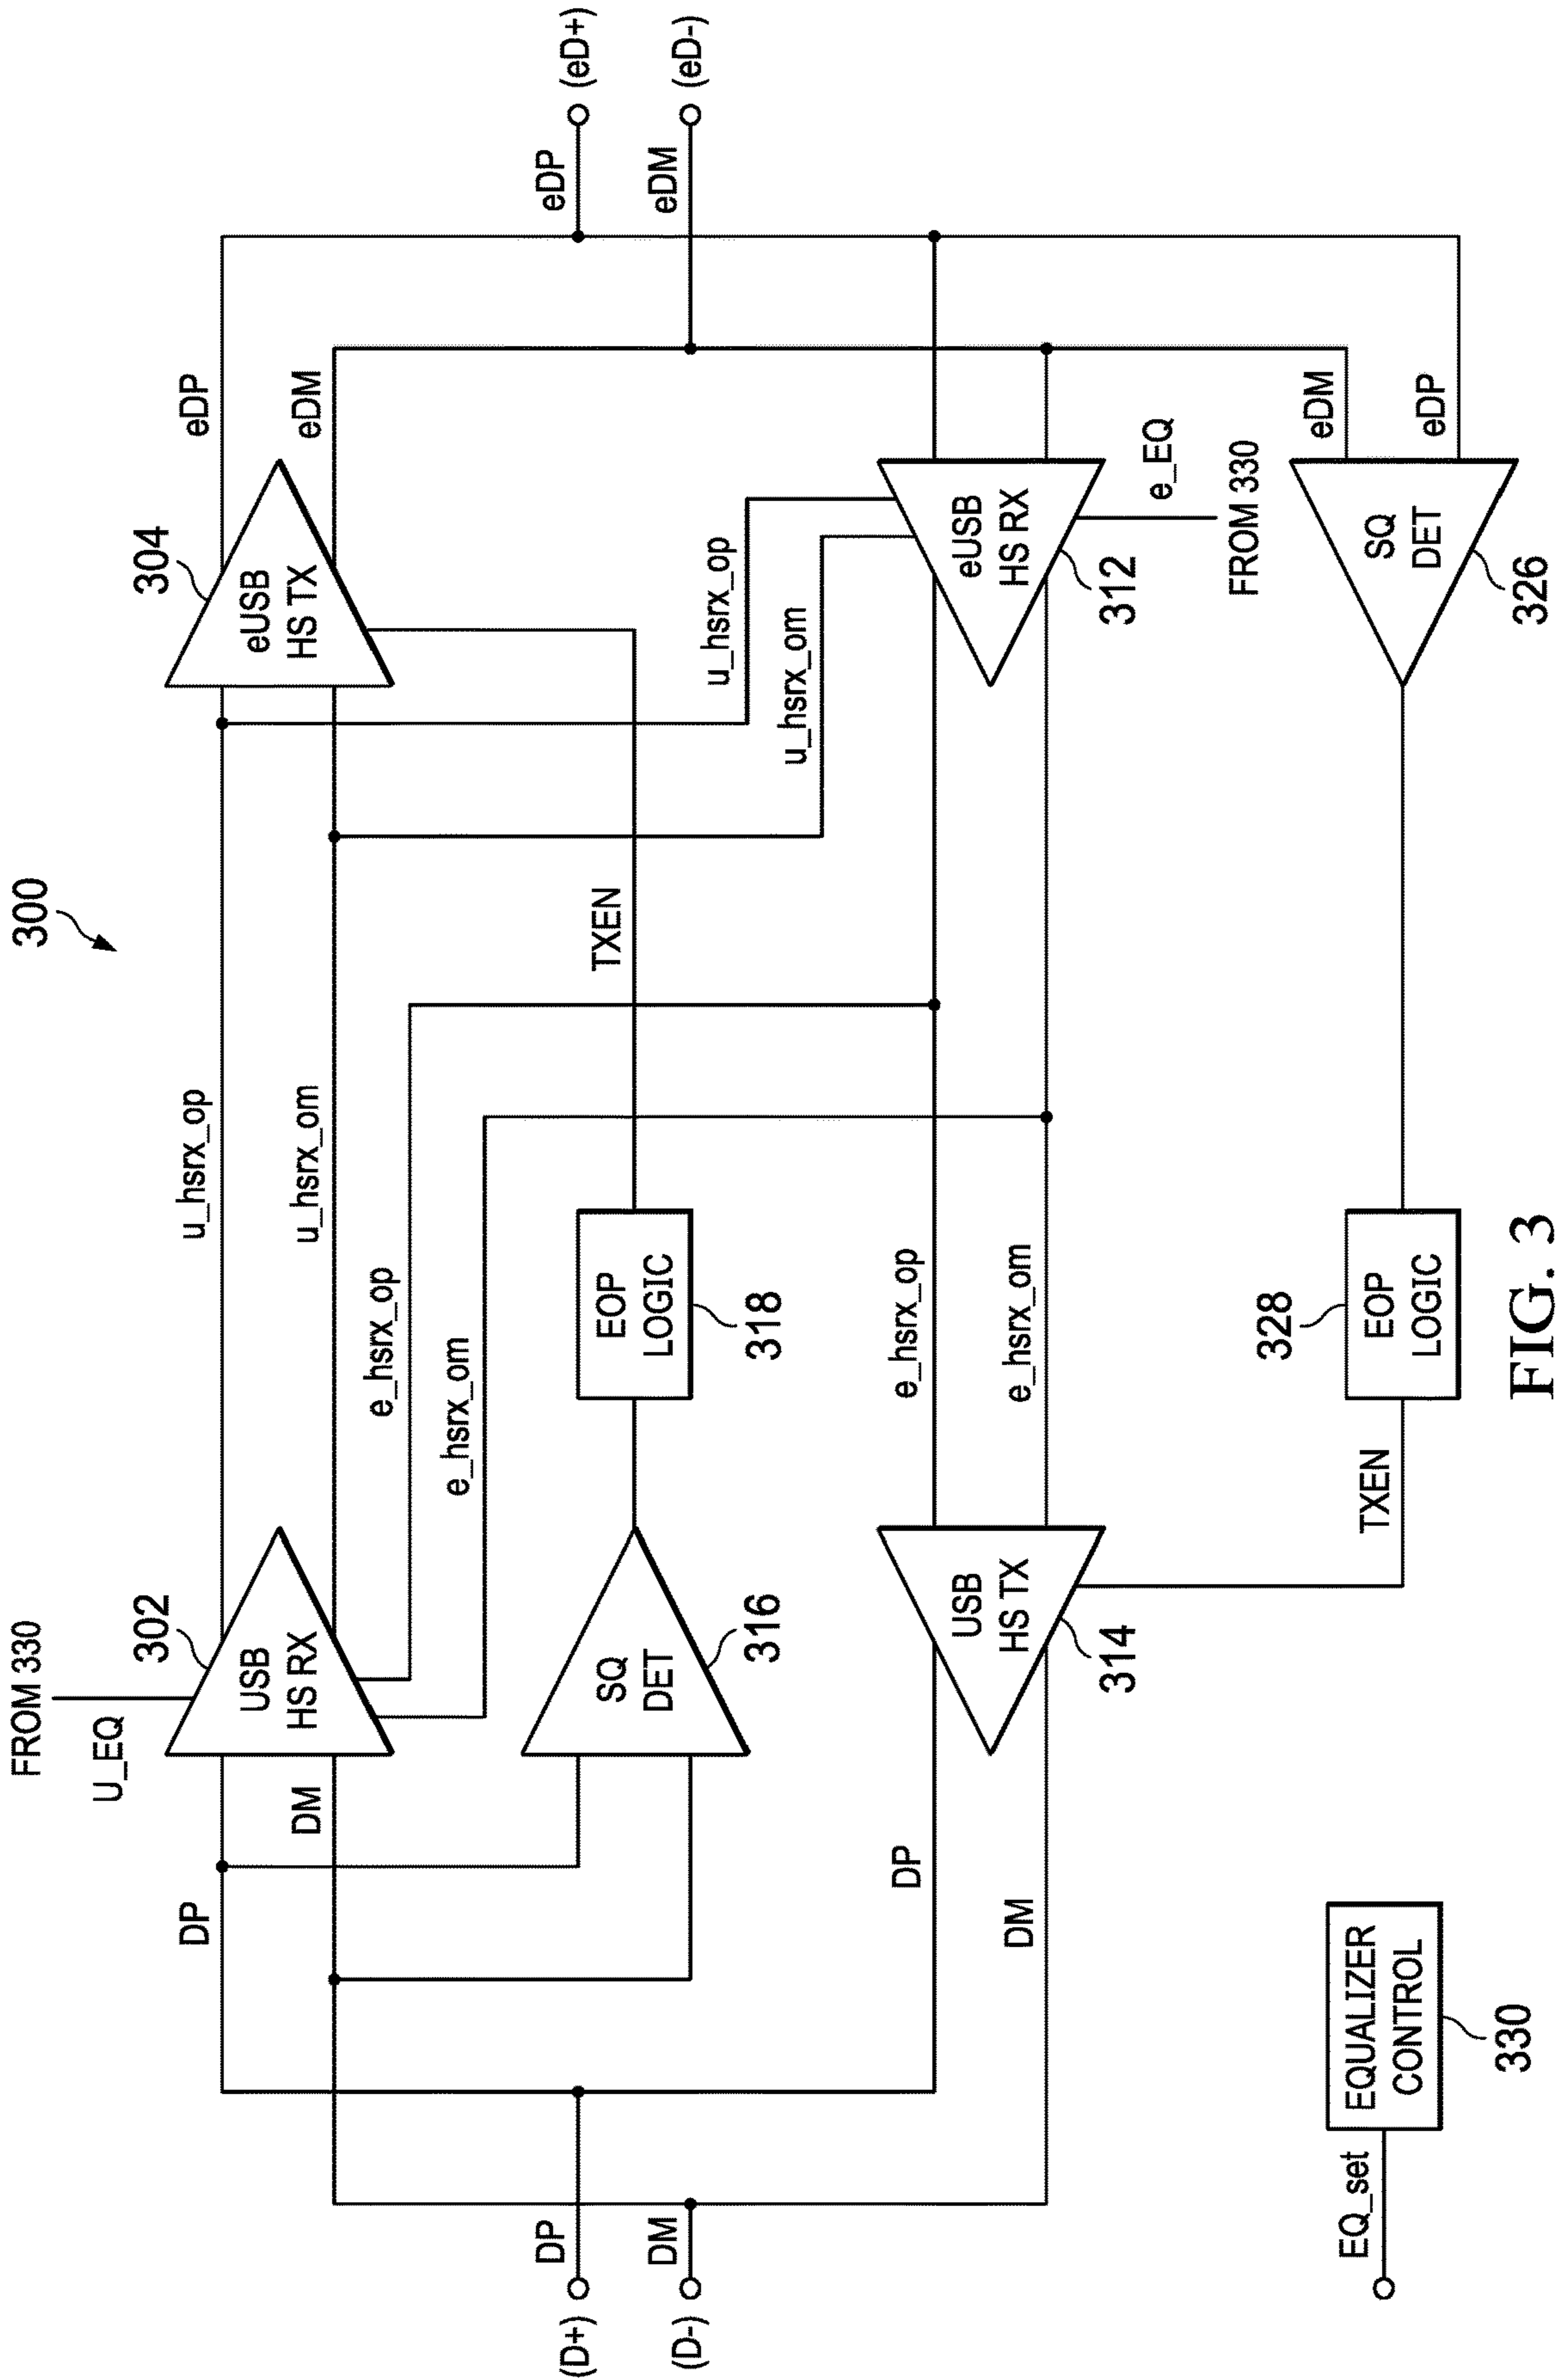 300
FROM 330
U_EQ
302
USB
HS RX
DP
DM
u_hsrx_op
u_hsrx_om
304
eUSB
HS TX
eDP
eDM
e_hsrx_op
e_hsrx_om
SQ
DET
316
EOP
LOGIC
318
TXEN
u_hsrx_op
u_hsrx_om
(D+)
DP
(D-)
DM
eDP
(eD+)
eDM
(eD-)
DP
DM
USB
HS TX
314
e_hsrx_op
e_hsrx_om
eUSB
HS RX
312
e_EQ
FROM 330
EQ_set
EQUALIZER
CONTROL
330
TXEN
328
EOP
LOGIC
SQ
DET
326
eDM
eDP
FIG. 3